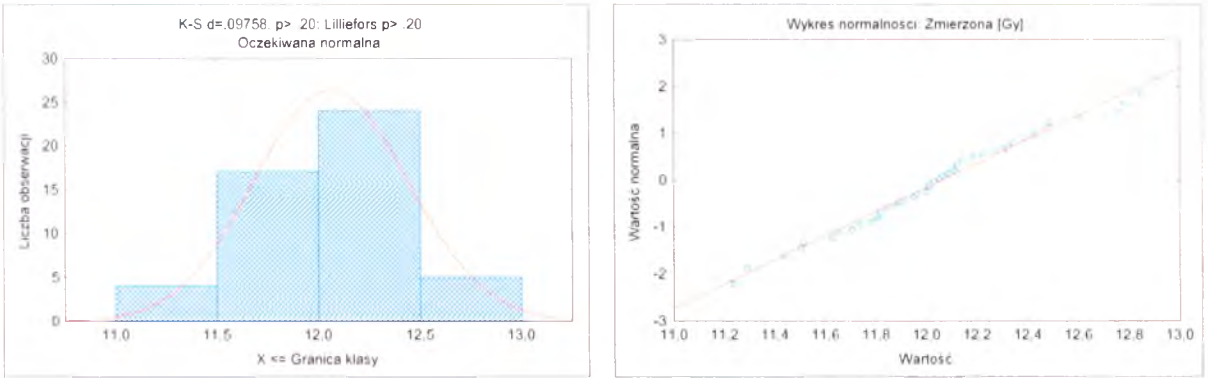 K-S d=.09758, p> .20; Lilliefors p> .20
Oczekiwana normalna
30
25
20
15
10
5
0
Liczba obserwacji
11,0 11,5 12,0 12,5 13,0
X <= Granica klasy
Wykres normalności: Zmierzona [Gy]
3
2
1
0
-1
-2
-3
Wartość normalna
11,0 11,2 11,4 11,6 11,8 12,0 12,2 12,4 12,6 12,8 13,0
Wartość